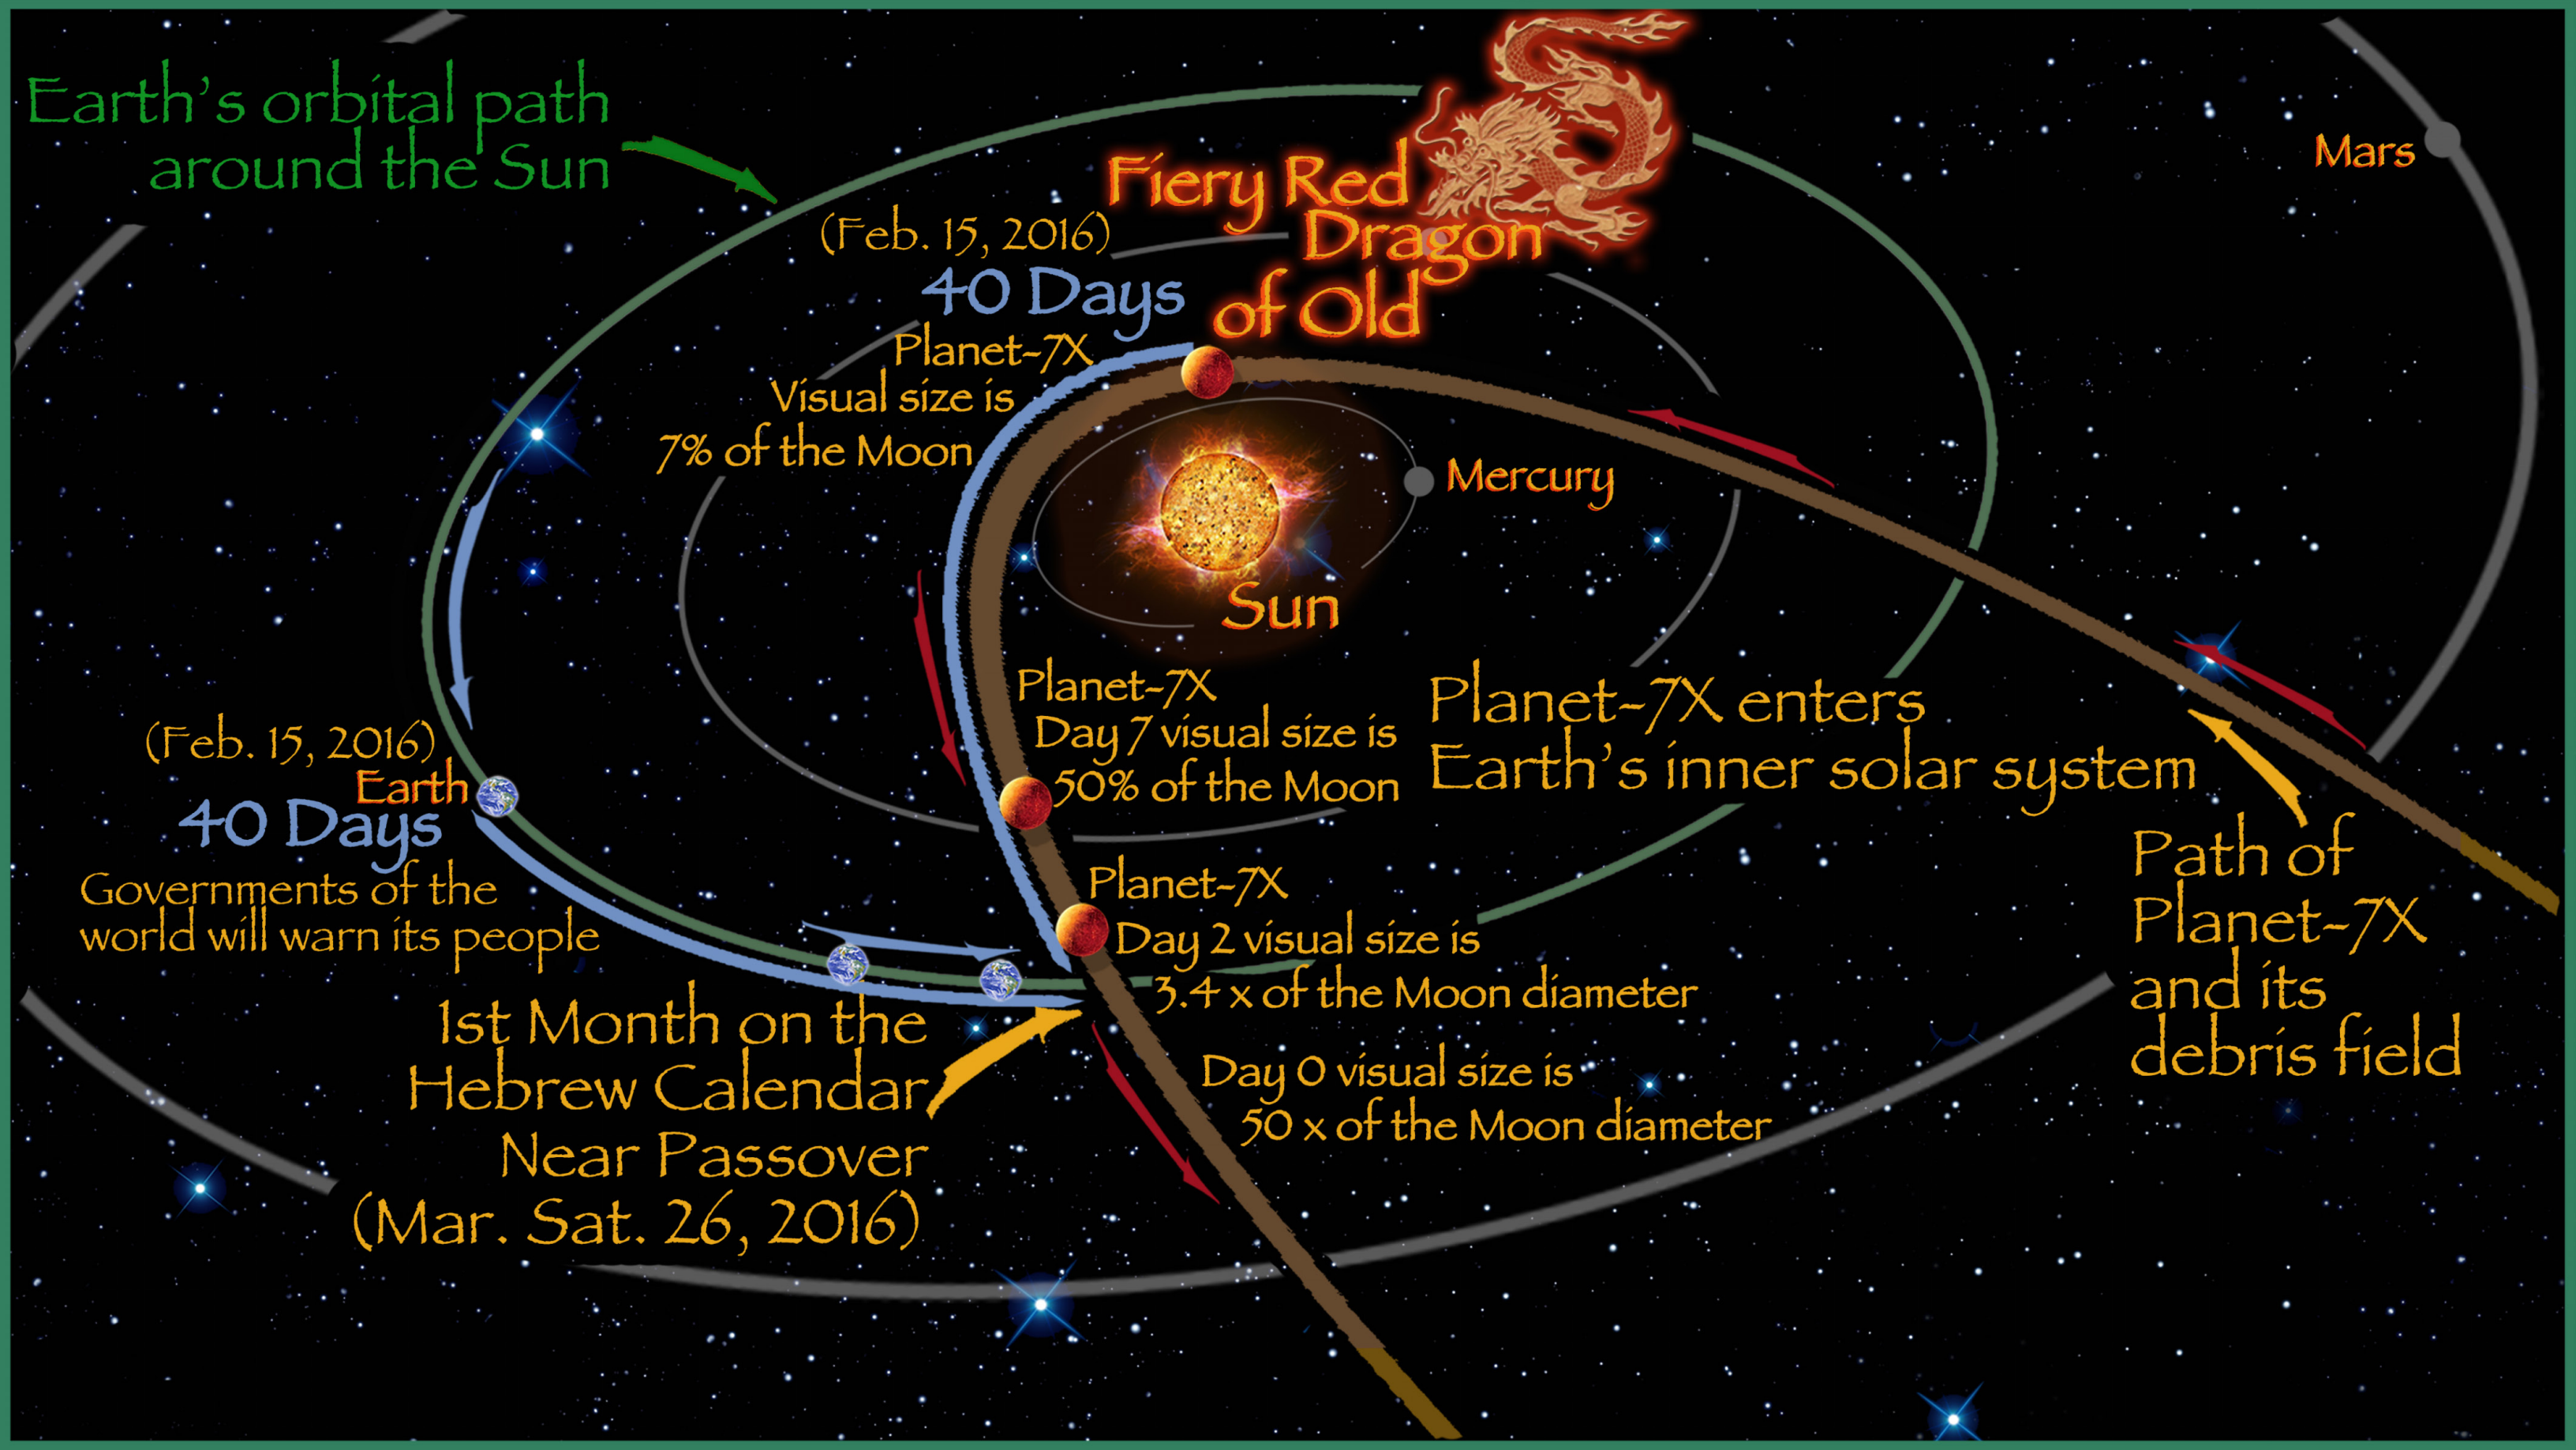 Earth's orbital path
around the Sun
Fiery Red
Dragon
of Old
Mars
(Feb. 15, 2016)
40 Days
Planet-7X
Visual size is
7% of the Moon
Mercury
Sun
Planet-7X
Day 7 visual size is
50% of the Moon
Planet-7X enters
Earth's inner solar system
(Feb. 15, 2016)
Earth
40 Days
Governments of the
world will warn its people
Path of
Planet-7X
and its
debris field
Planet-7X
Day 2 visual size is
3.4 x of the Moon diameter
1st Month on the
Hebrew Calendar
Near Passover
(Mar. Sat. 26, 2016)
Day 0 visual size is
50 x of the Moon diameter